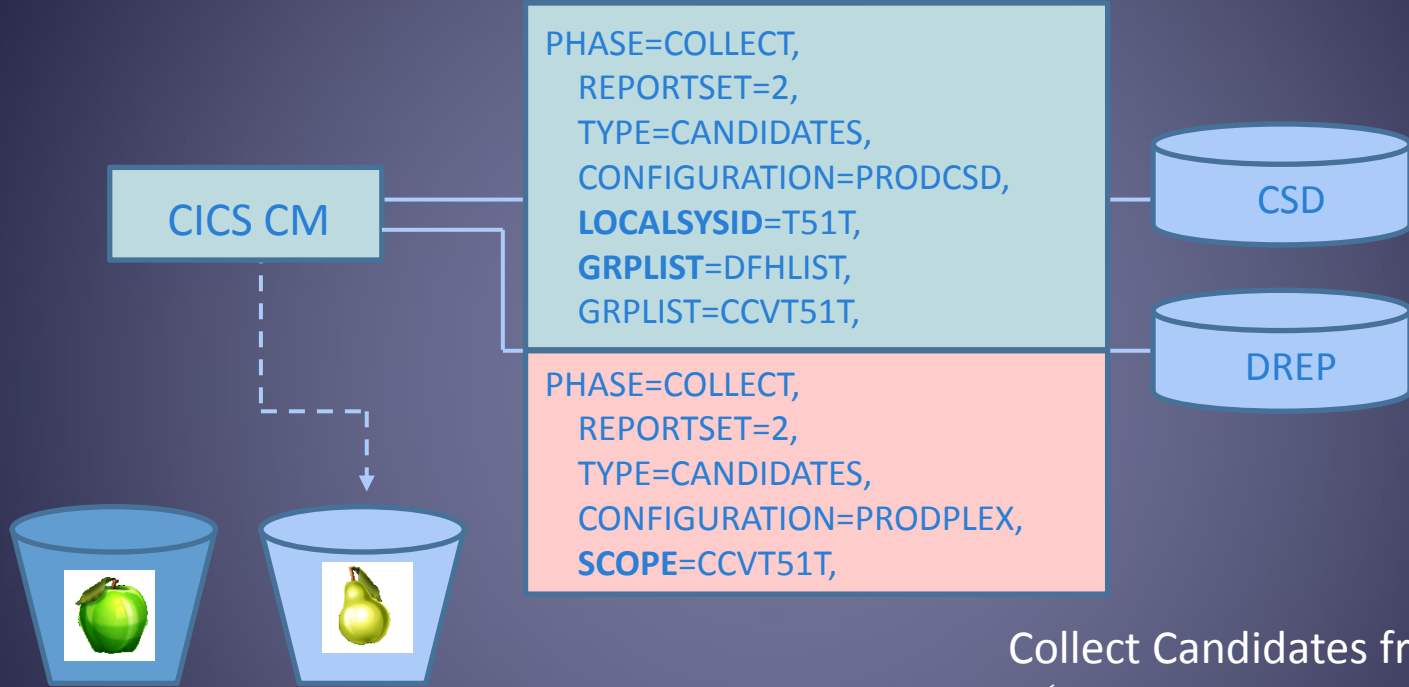 PHASE=COLLECT,
REPORTSET=2,
TYPE=CANDIDATES,
CONFIGURATION=PRODCSD,
LOCALSYSID=T51T,
GRPLIST=DFHLIST,
GRPLIST=CCVT51T,
CICS CM
CSD
DREP
PHASE=COLLECT,
REPORTSET=2,
TYPE=CANDIDATES,
CONFIGURATION=PRODPLEX,
SCOPE=CCVT51T,
Collect Candidates